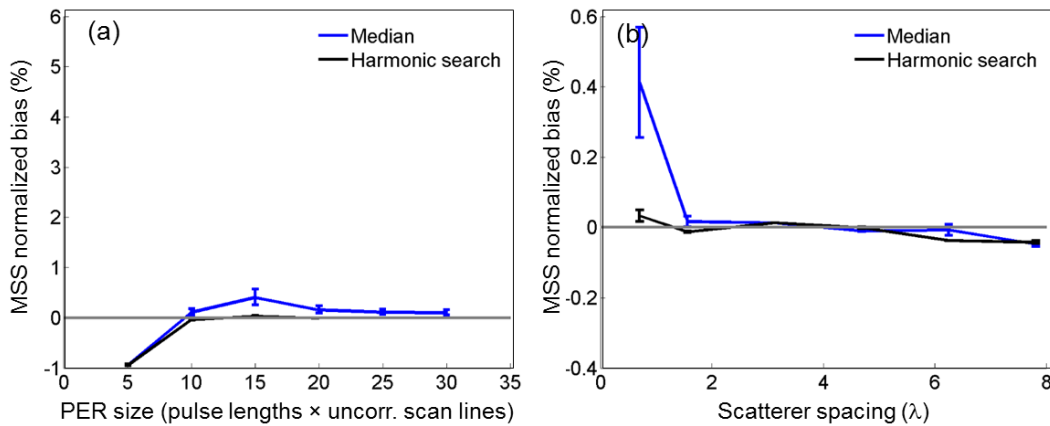 (a)
Median
Harmonic search
MSS normalized bias (%)
6
5
4
3
2
1
0
-1
0 5 10 15 20 25 30 35
PER size (pulse lengths × uncorr. scan lines)
(b)
Median
Harmonic search
MSS normalized bias (%)
0.6
0.4
0.2
0
-0.2
-0.4
0 2 4 6 8
Scatterer spacing (λ)